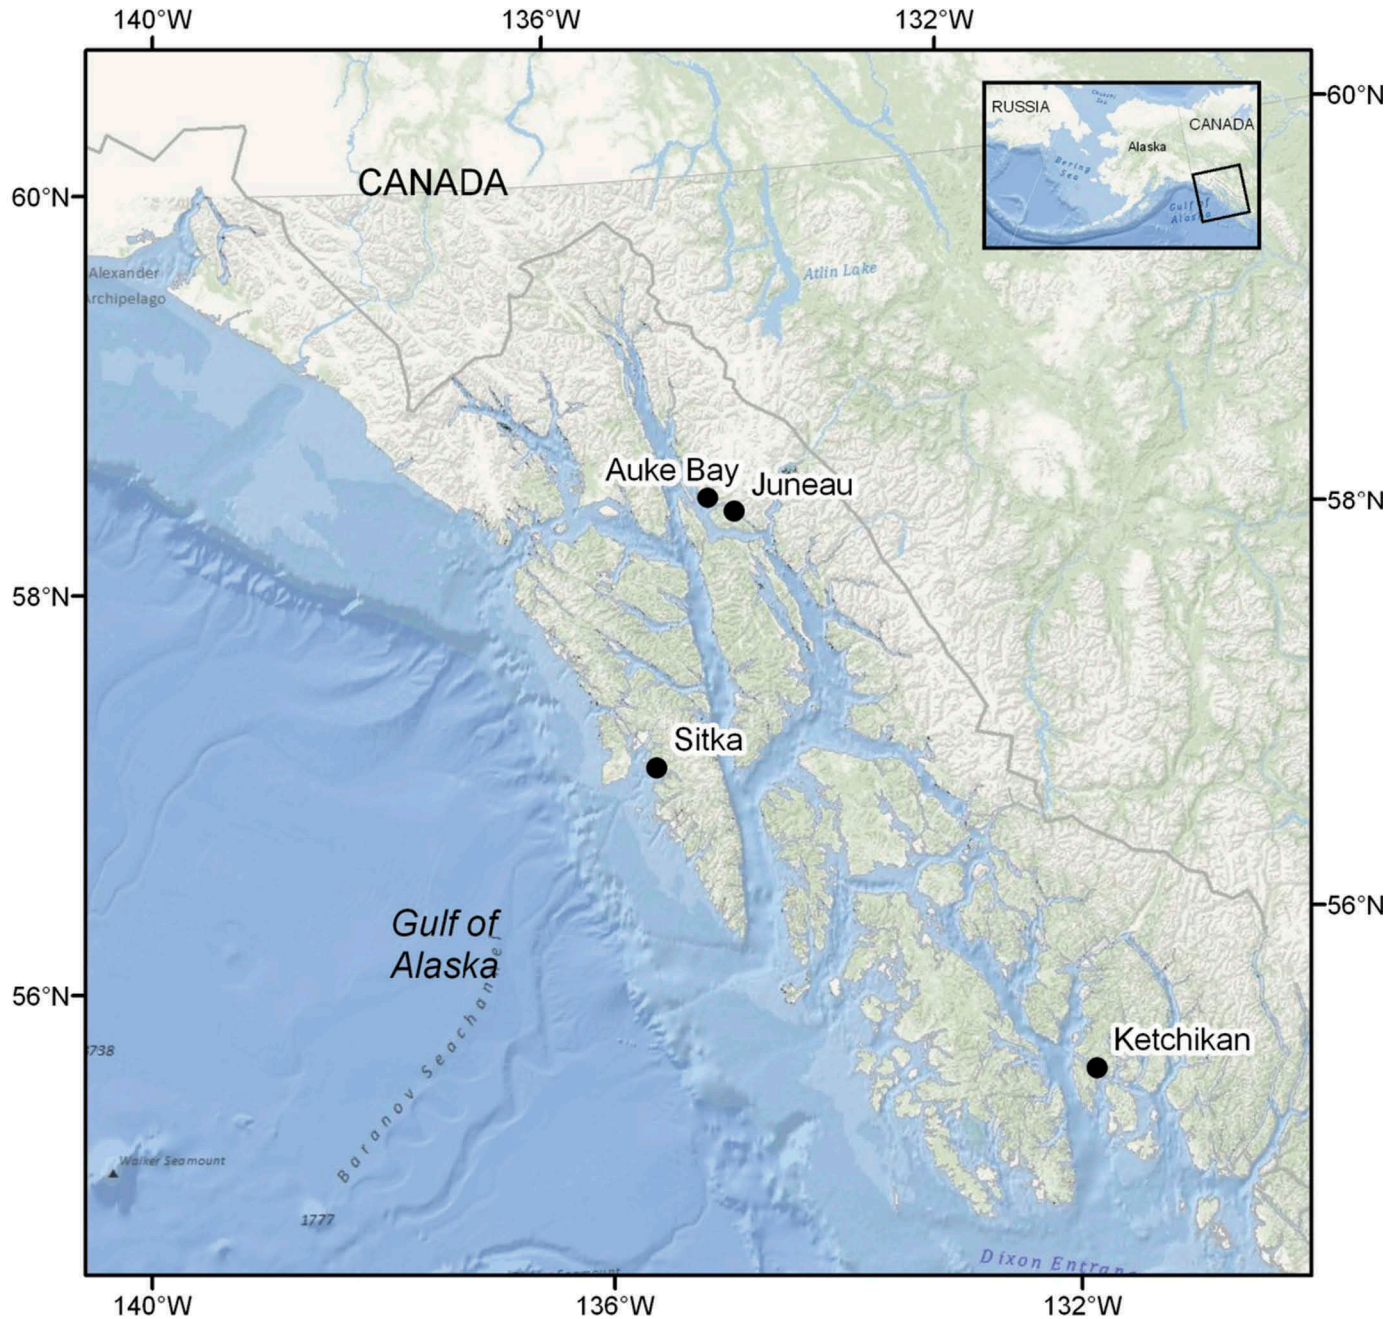 140°W
136°W
132°W
60°N
RUSSIA
CANADA
Alaska
Bering
Sea
Gulf of
Alaska
CANADA
60°N
Atlin Lake
Alexander
Archipelago
Auke Bay
Juneau
58°N
58°N
Sitka
56°N
Gulf of
Alaska
56°N
Baranov Seachannel
Ketchikan
3738
Walker Seamount
1777
Dixon Entran
140°W
136°W
132°W